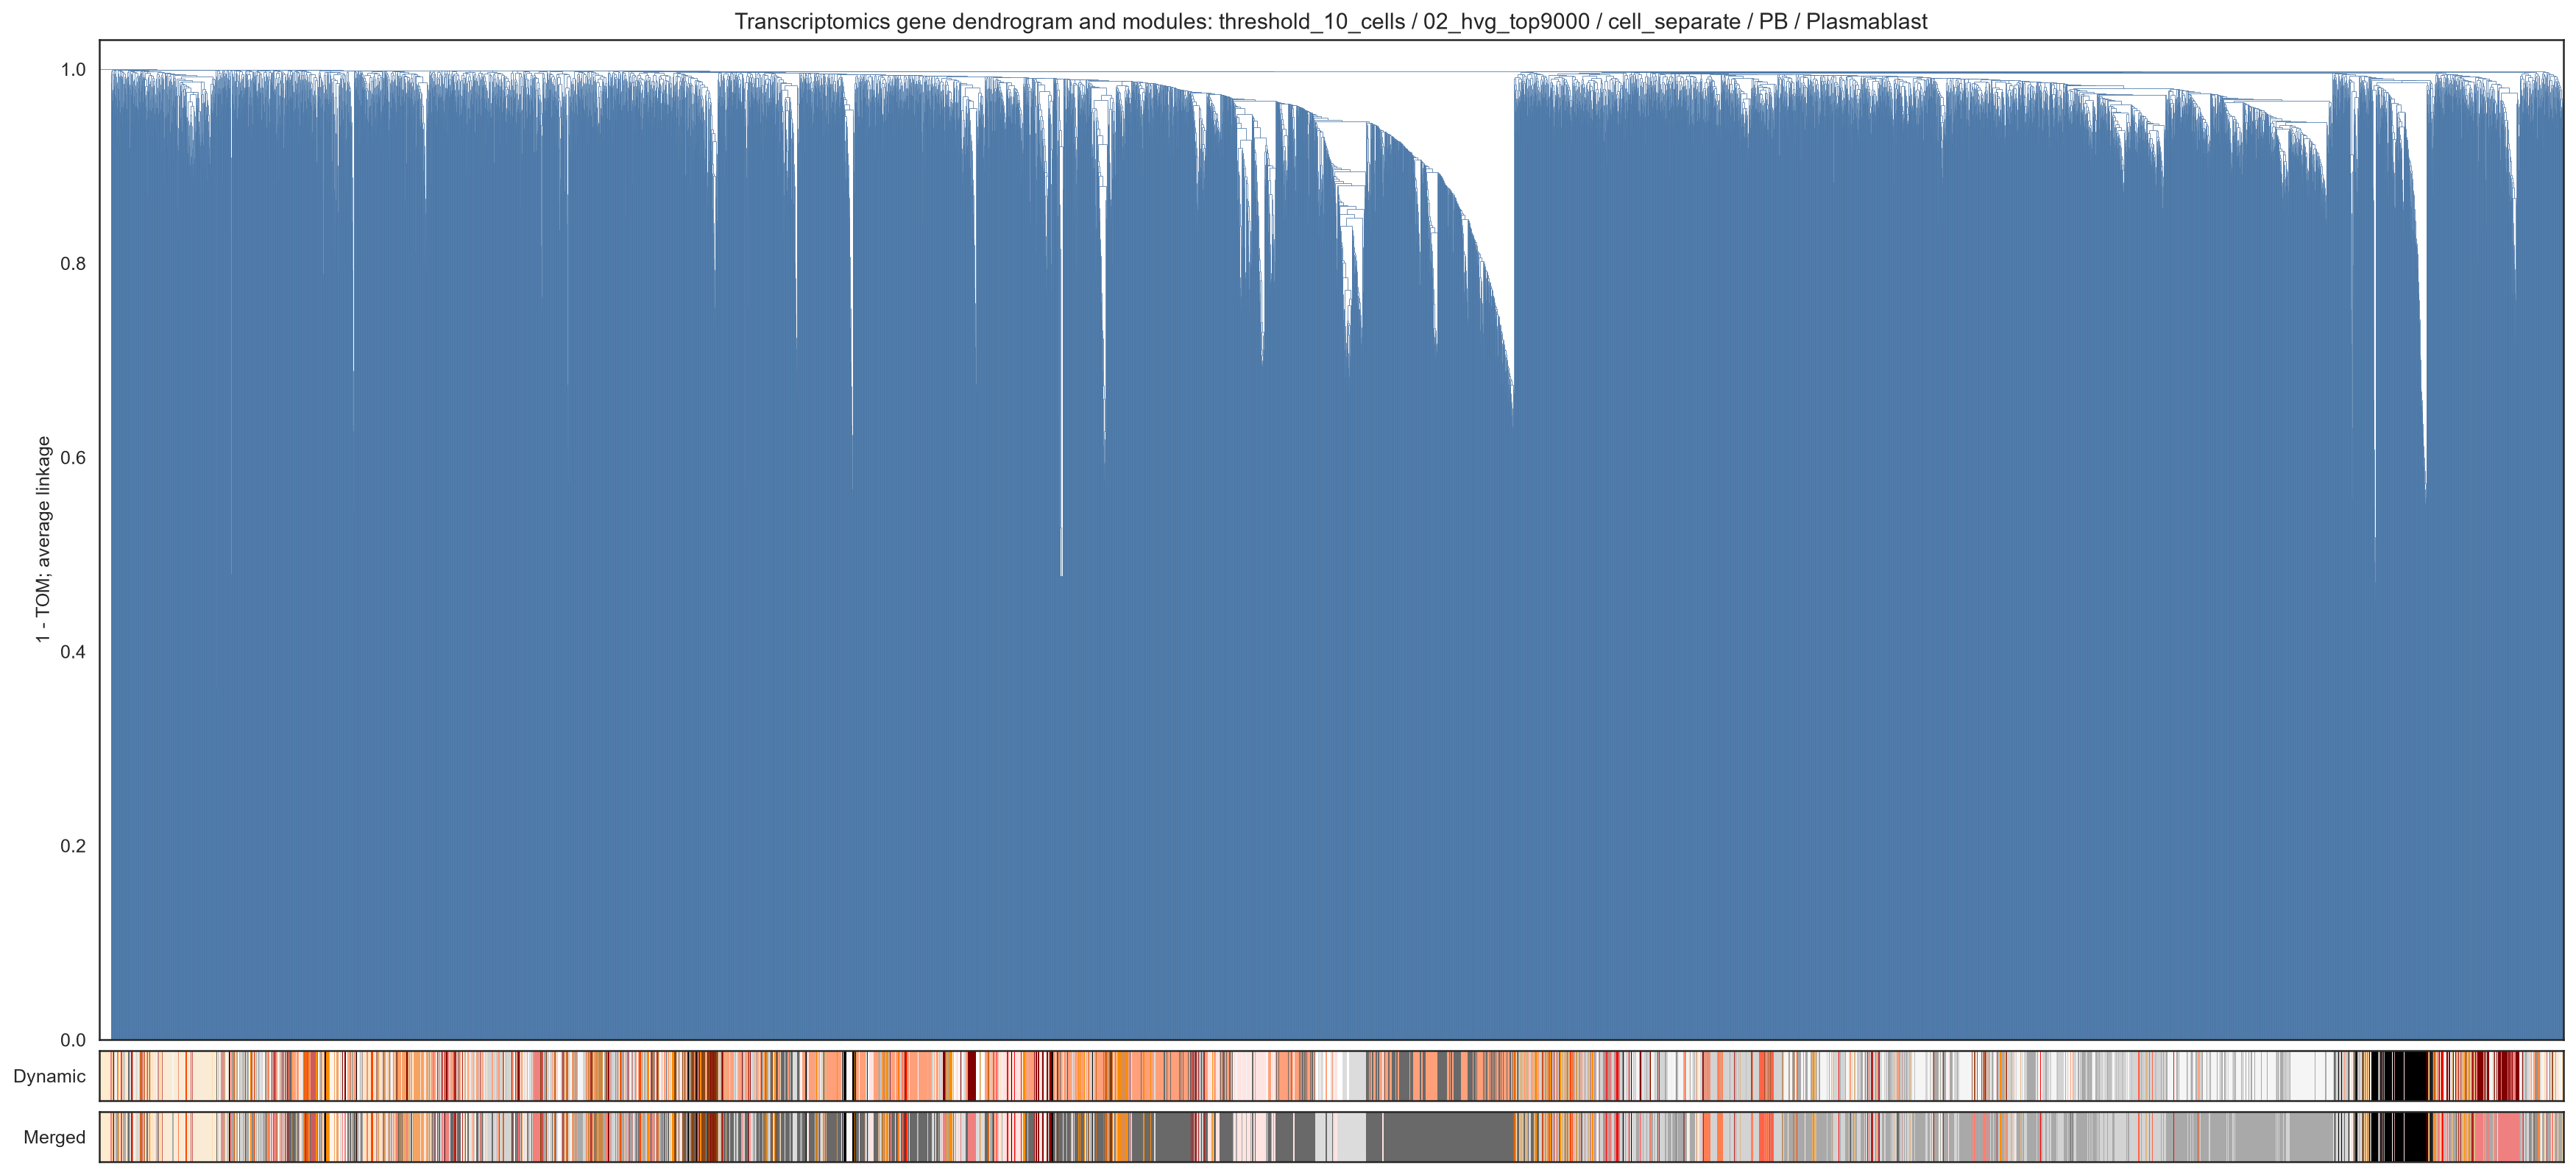 Transcriptomics gene dendrogram and modules: threshold_10_cells / 02_hvg_top9000 / cell_separate / PB / Plasmablast
1.0
0.8
0.6
0.4
0.2
0.0
1 - TOM; average linkage
Dynamic
Merged